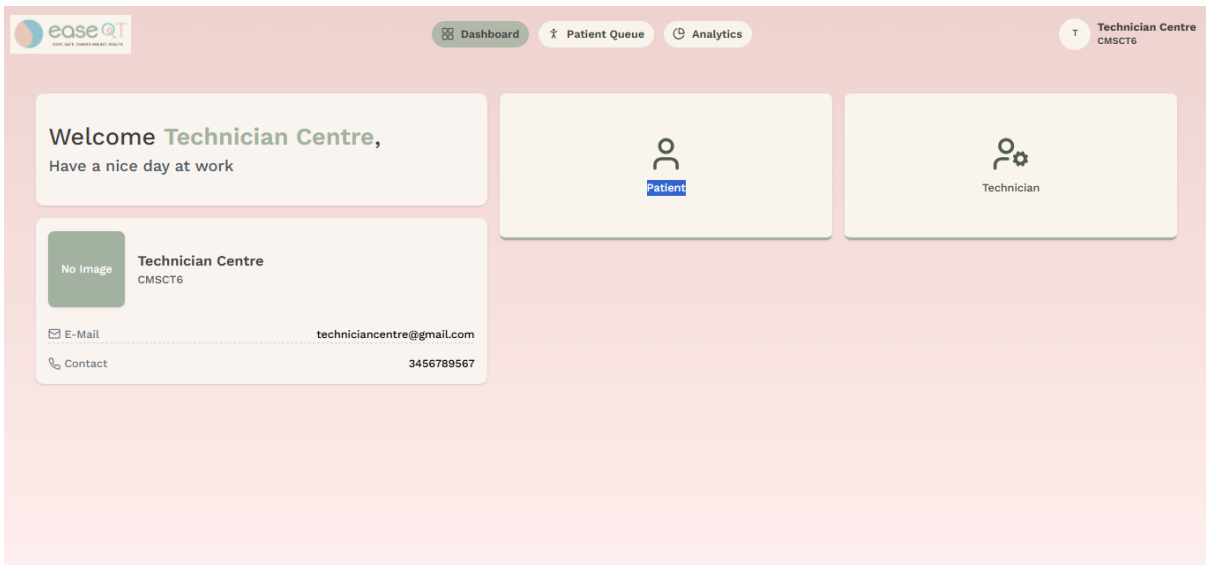 ease QT
Dashboard
Patient Queue
Analytics
T
Technician Centre
CMSCT6
Welcome Technician Centre,
Have a nice day at work
No Image
Technician Centre
CMSCT6
E-Mail
techniciancentre@gmail.com
Contact
3456789567
Patient
Technician